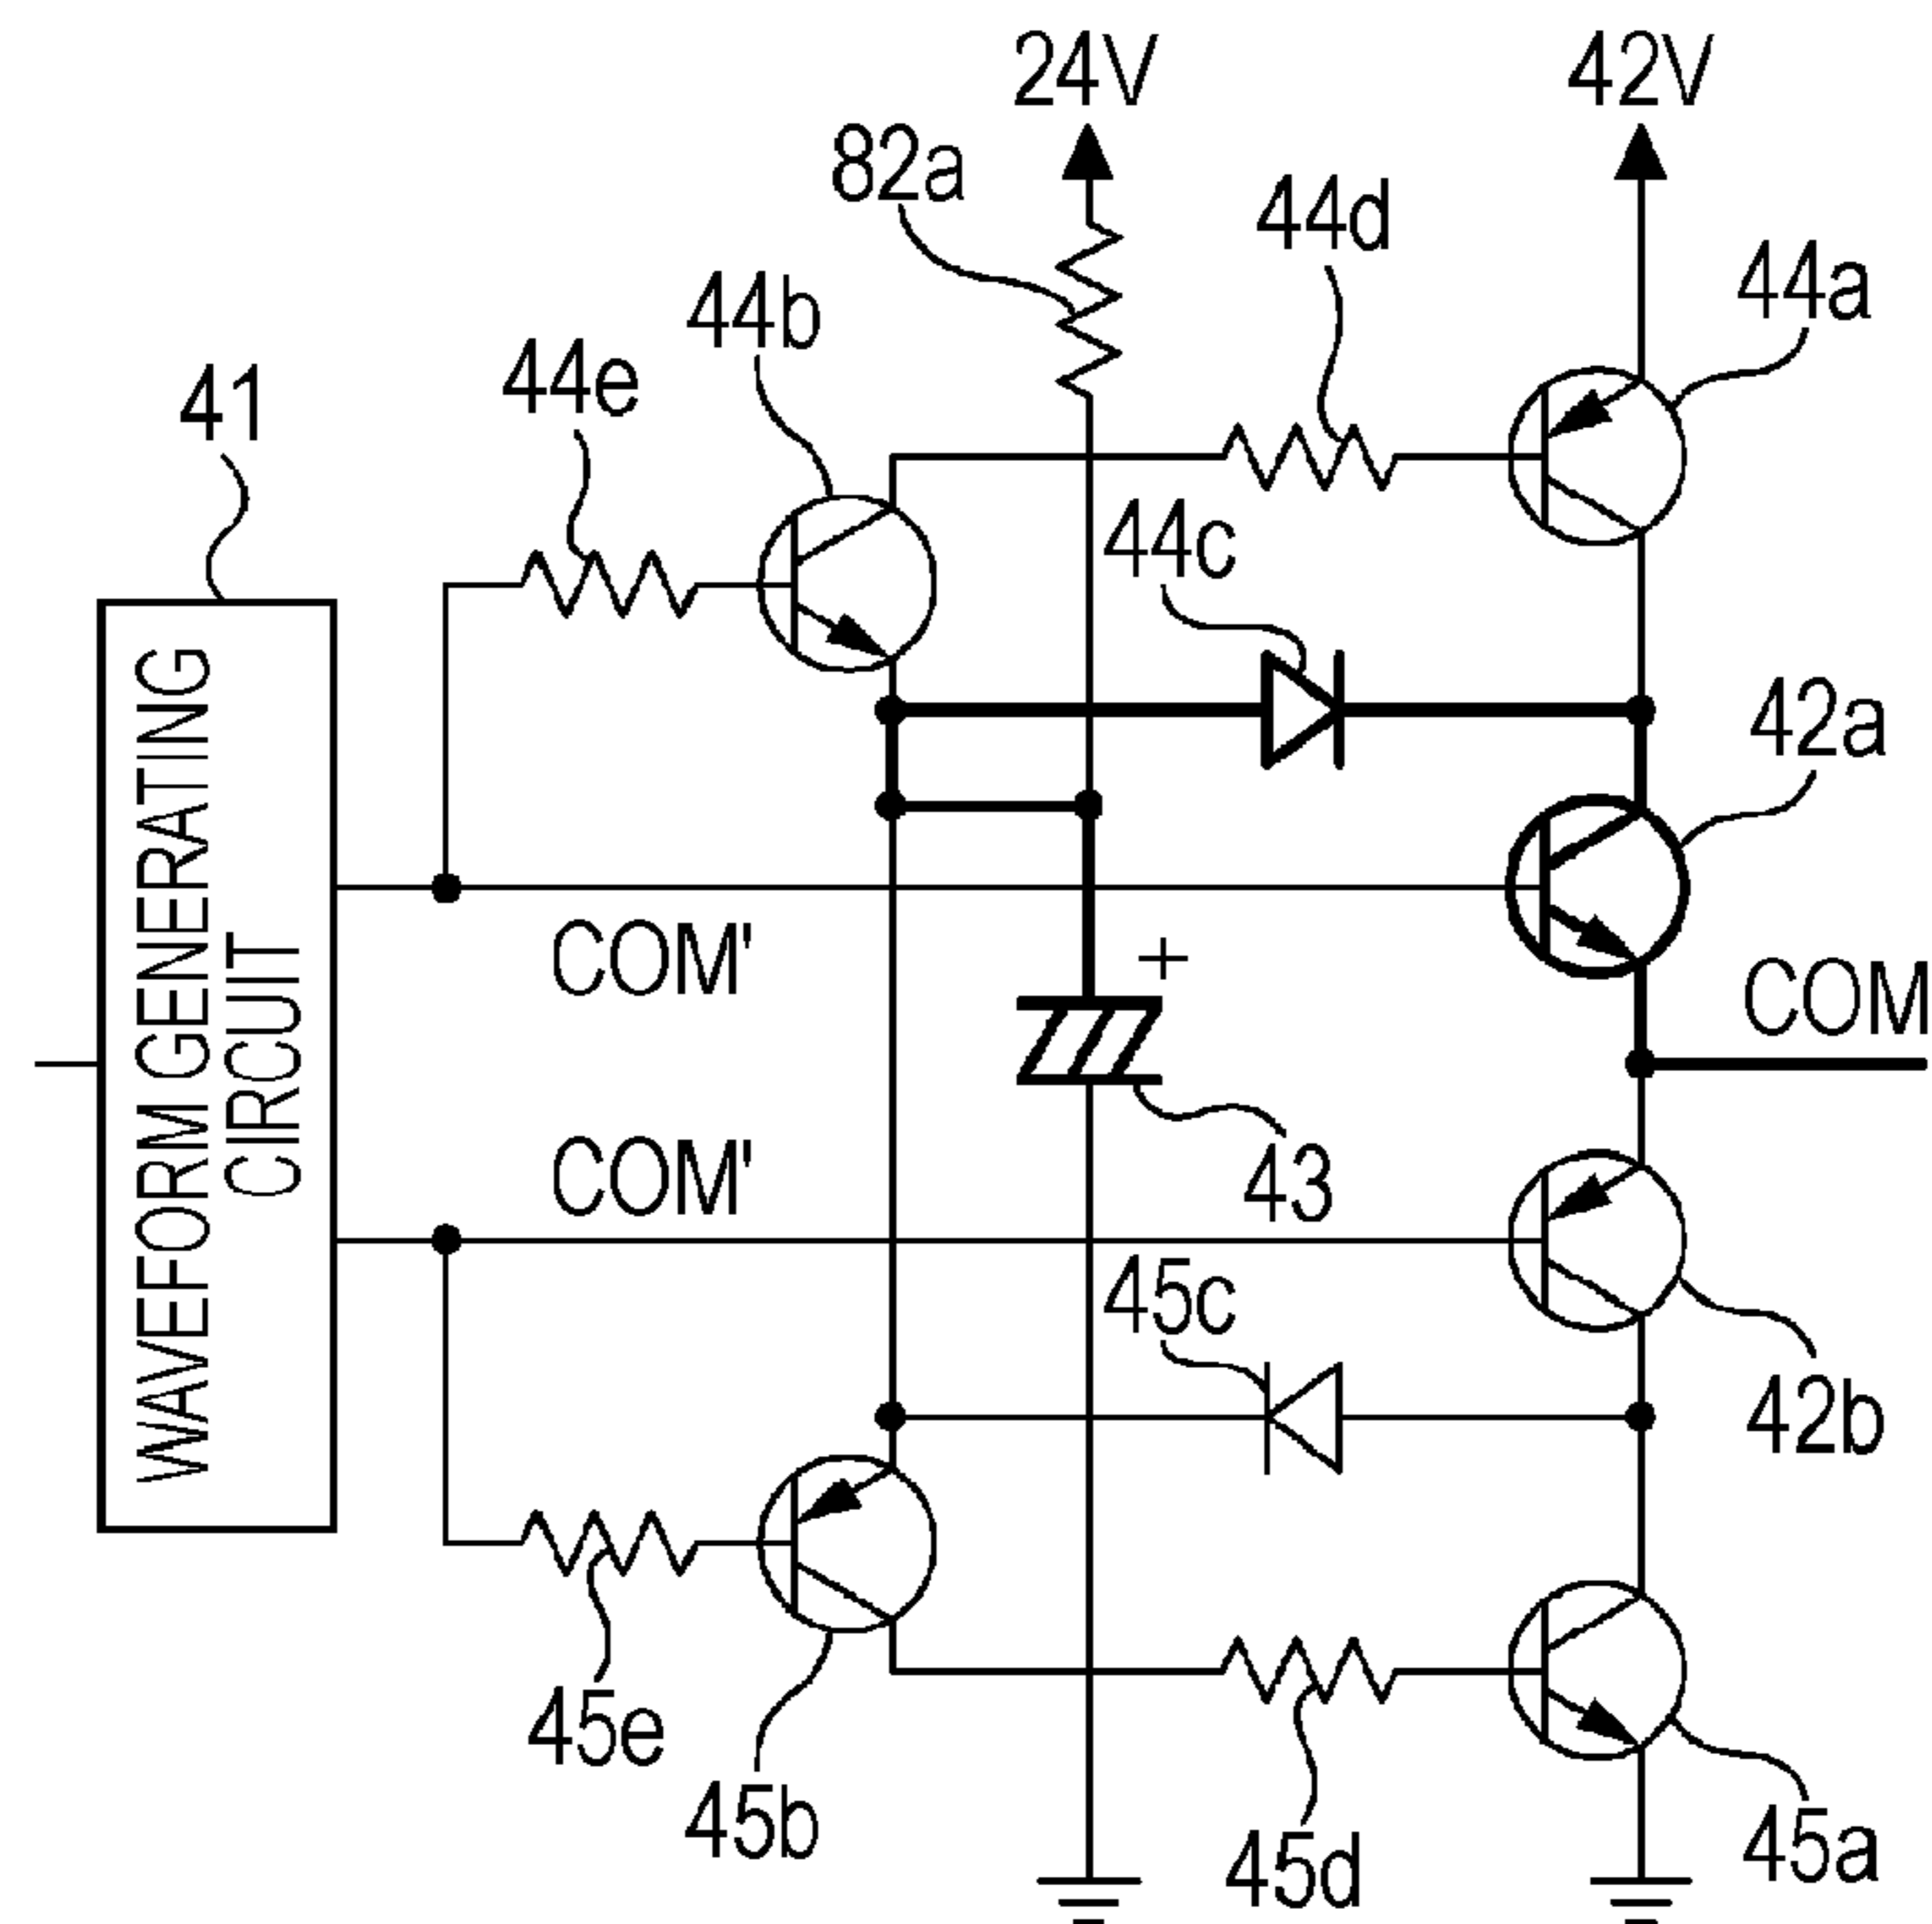 24V
42V
82a
44d
44a
44b
44e
41
44c
42a
WAVEFORM GENERATING
CIRCUIT
COM'
+
COM
COM'
43
45c
42b
45e
45b
45d
45a